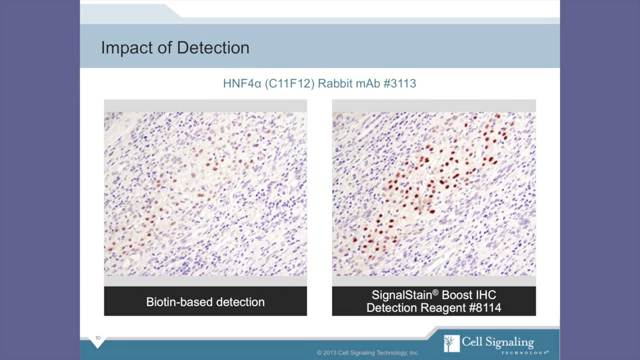 Impact of Detection
HNF4α (C11F12) Rabbit mAb #3113
Biotin-based detection
SignalStain® Boost IHC
Detection Reagent #8114
10
© 2013 Cell Signaling Technology, Inc.
Cell Signaling
TECHNOLOGY®